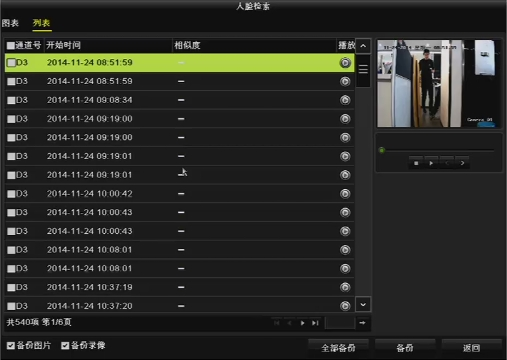 人脸检索
图表 列表
通道号 开始时间 相似度 播放
D3 2014-11-24 08:51:59 —
D3 2014-11-24 08:51:59 —
D3 2014-11-24 09:08:34 —
D3 2014-11-24 09:19:00 —
D3 2014-11-24 09:19:00 —
D3 2014-11-24 09:19:01 —
D3 2014-11-24 09:19:01 —
D3 2014-11-24 10:00:42 —
D3 2014-11-24 10:00:43 —
D3 2014-11-24 10:00:43 —
D3 2014-11-24 10:08:01 —
D3 2014-11-24 10:08:01 —
D3 2014-11-24 10:37:19 —
D3 2014-11-24 10:37:20 —
共540项 第1/6页
备份图片 备份录像 全部备份 备份 返回